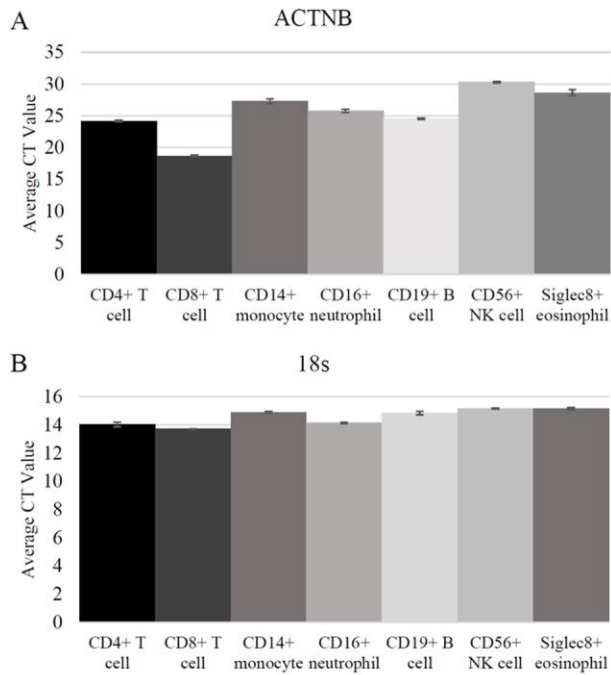 A
ACTNB
Average CT Value
35
30
25
20
15
10
5
0
CD4+ T
cell
CD8+ T
cell
CD14+
monocyte
CD16+
neutrophil
CD19+ B
cell
CD56+
NK cell
Siglec8+
eosinophil
B
18s
Average CT Value
16
14
12
10
8
6
4
2
0
CD4+ T
cell
CD8+ T
cell
CD14+
monocyte
CD16+
neutrophil
CD19+ B
cell
CD56+
NK cell
Siglec8+
eosinophil